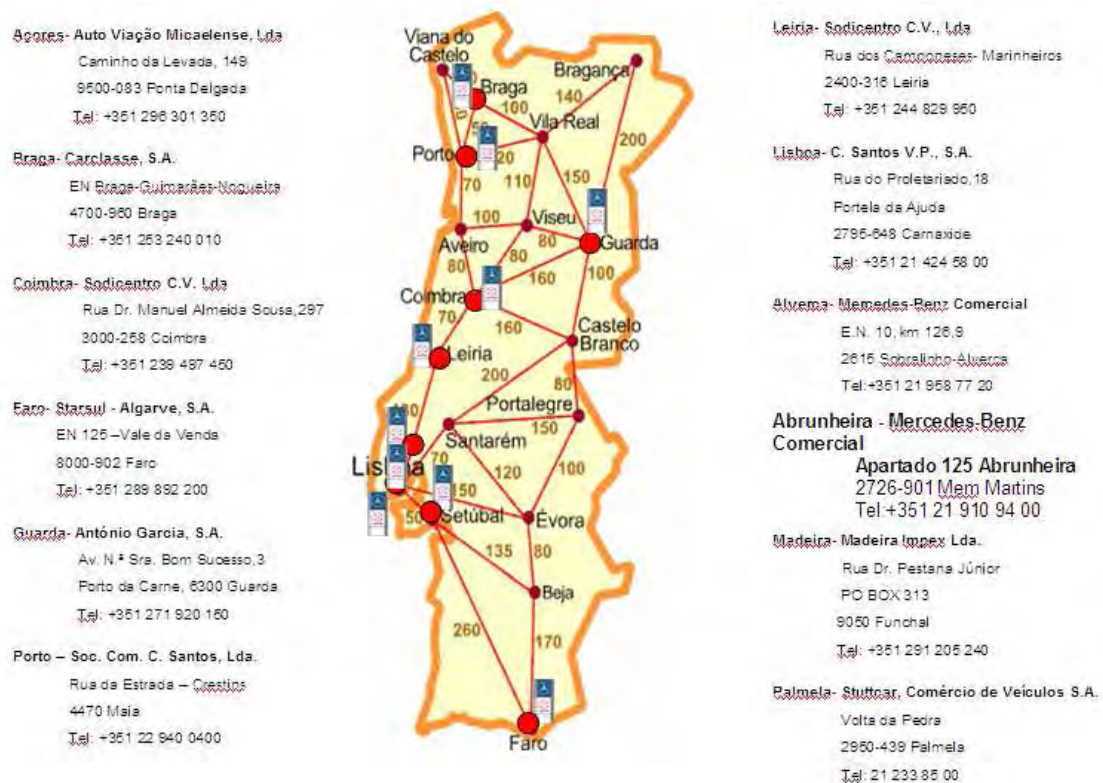 Açores- Auto Viação Micaelense, Lda
Caminho da Levada, 149
9500-083 Ponta Delgada
Tel: +351 296 301 350
Braga- Carclasse, S.A.
EN Braga-Guimarães-Nogueira
4700-960 Braga
Tel: +351 253 240 010
Coimbra- Sodicentro C.V. Lda
Rua Dr. Manuel Almeida Sousa,297
3000-258 Coimbra
Tel: +351 239 497 450
Faro- Starsul - Algarve, S.A.
EN 125 –Vale da Venda
8000-902 Faro
Tel: +351 289 892 200
Guarda- António Garcia, S.A.
Av. N.ª Sra. Bom Sucesso,3
Porto da Carne, 6300 Guarda
Tel: +351 271 920 150
Porto – Soc. Com. C. Santos, Lda.
Rua da Estrada – Crestins
4470 Maia
Tel: +351 22 940 0400
Viana do
Castelo
Braga
Bragança
100
140
Vila Real
200
Porto
20
70
110
150
100
Viseu
Aveiro
80
Guarda
80
80
160
100
Coimbra
70
160
Castelo
Branco
Leiria
200
80
Portalegre
150
Santarém
70
120
100
Lisboa
150
50
Setúbal
Évora
135
80
Beja
260
170
Faro
Leiria- Sodicentro C.V., Lda
Rua dos Camponeses- Marinheiros
2400-316 Leiria
Tel: +351 244 829 960
Lisboa- C. Santos V.P., S.A.
Rua do Proletariado,18
Portela da Ajuda
2795-648 Carnaxide
Tel: +351 21 424 58 00
Alverca- Mercedes-Benz Comercial
E.N. 10, km 126,9
2615 Sobralinho-Alverca
Tel:+351 21 958 77 20
Abrunheira - Mercedes-Benz
Comercial
Apartado 125 Abrunheira
2726-901 Mem Martins
Tel:+351 21 910 94 00
Madeira- Madeira Impex Lda.
Rua Dr. Pestana Júnior
PO BOX 313
9050 Funchal
Tel: +351 291 205 240
Palmela- Stuttcar, Comércio de Veículos S.A.
Volta da Pedra
2950-439 Palmela
Tel: 21 233 85 00